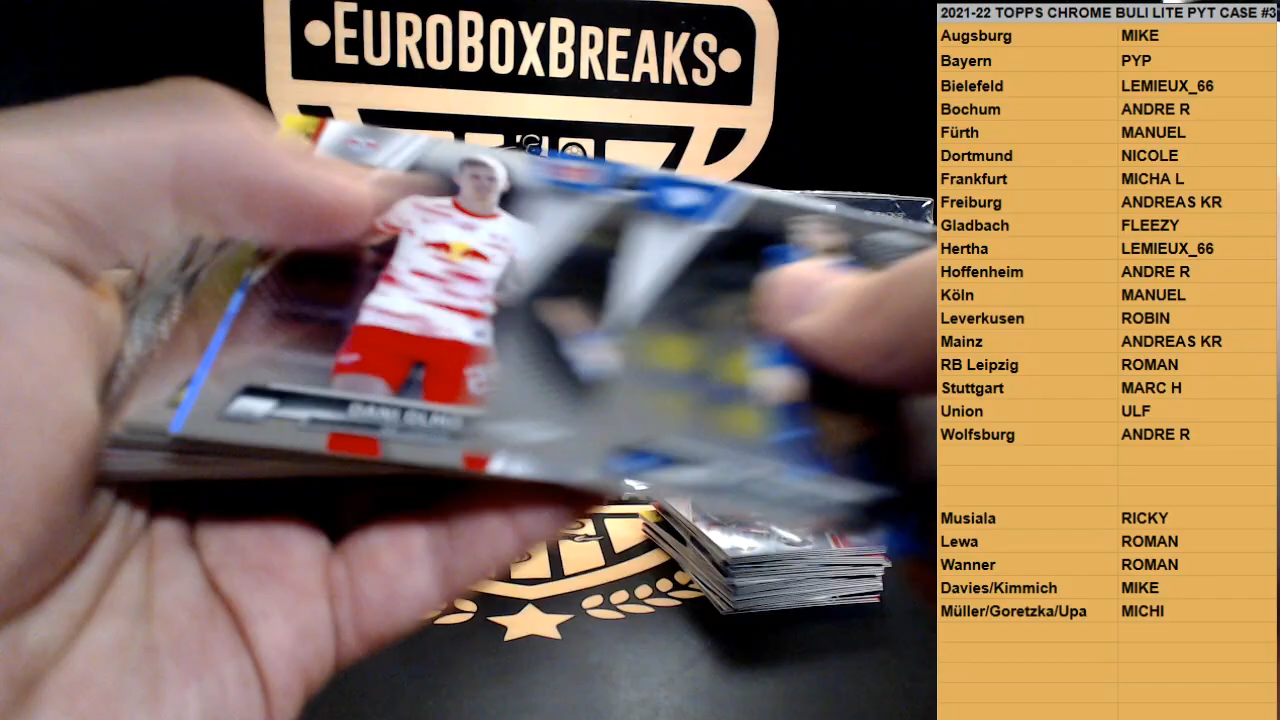 EUROBOXBREAKS
2021-22 TOPPS CHROME BULI LITE PYT CASE #3
Augsburg MIKE
Bayern PYP
Bielefeld LEMIEUX_66
Bochum ANDRE R
Fürth MANUEL
Dortmund NICOLE
Frankfurt MICHA L
Freiburg ANDREAS KR
Gladbach FLEEZY
Hertha LEMIEUX_66
Hoffenheim ANDRE R
Köln MANUEL
Leverkusen ROBIN
Mainz ANDREAS KR
RB Leipzig ROMAN
Stuttgart MARC H
Union ULF
Wolfsburg ANDRE R
Musiala RICKY
Lewa ROMAN
Wanner ROMAN
Davies/Kimmich MIKE
Müller/Goretzka/Upa MICHI
DANI OLMO